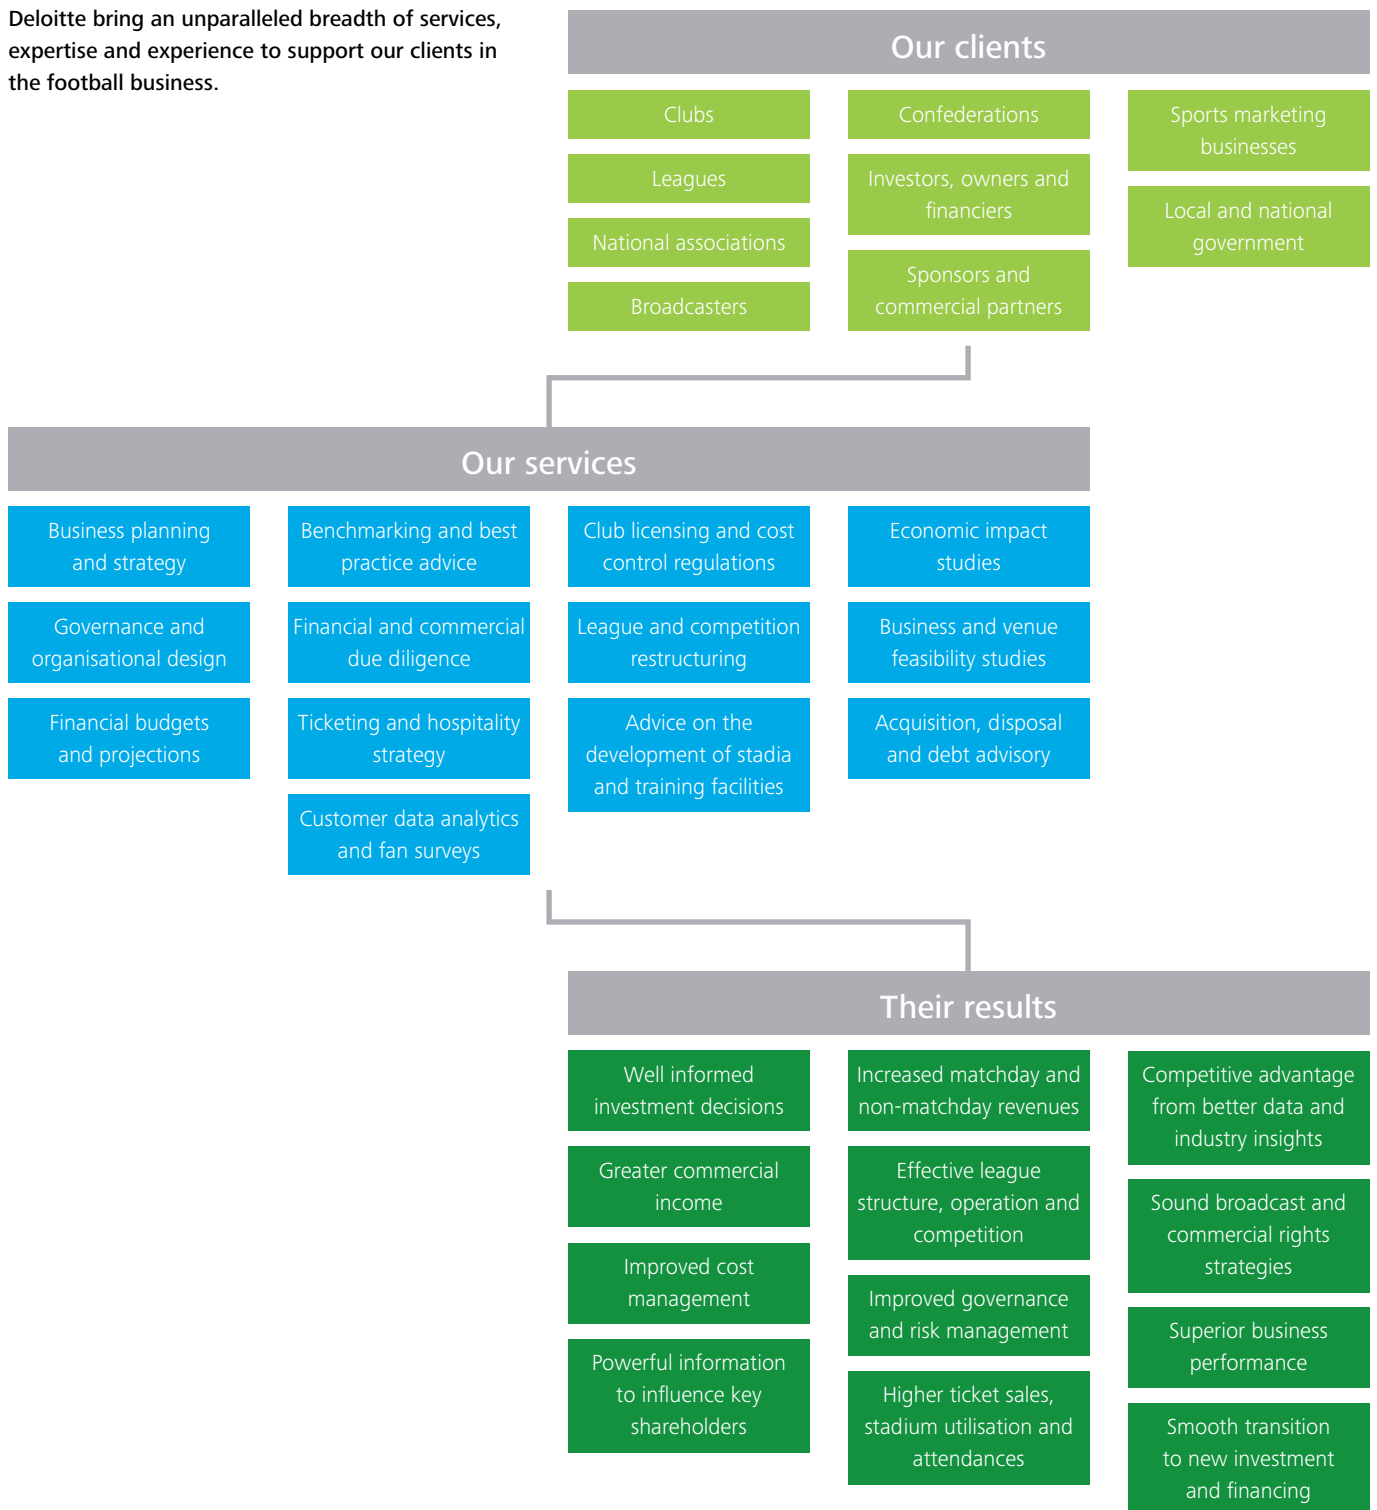 Deloitte bring an unparalleled breadth of services,
expertise and experience to support our clients in
the football business.
Our clients
Clubs
Leagues
National associations
Broadcasters
Confederations
Investors, owners and
financiers
Sponsors and
commercial partners
Sports marketing
businesses
Local and national
government
Our services
Business planning
and strategy
Governance and
organisational design
Financial budgets
and projections
Benchmarking and best
practice advice
Financial and commercial
due diligence
Ticketing and hospitality
strategy
Customer data analytics
and fan surveys
Club licensing and cost
control regulations
League and competition
restructuring
Advice on the
development of stadia
and training facilities
Economic impact
studies
Business and venue
feasibility studies
Acquisition, disposal
and debt advisory
Their results
Well informed
investment decisions
Greater commercial
income
Improved cost
management
Powerful information
to influence key
shareholders
Increased matchday and
non-matchday revenues
Effective league
structure, operation and
competition
Improved governance
and risk management
Higher ticket sales,
stadium utilisation and
attendances
Competitive advantage
from better data and
industry insights
Sound broadcast and
commercial rights
strategies
Superior business
performance
Smooth transition
to new investment
and financing